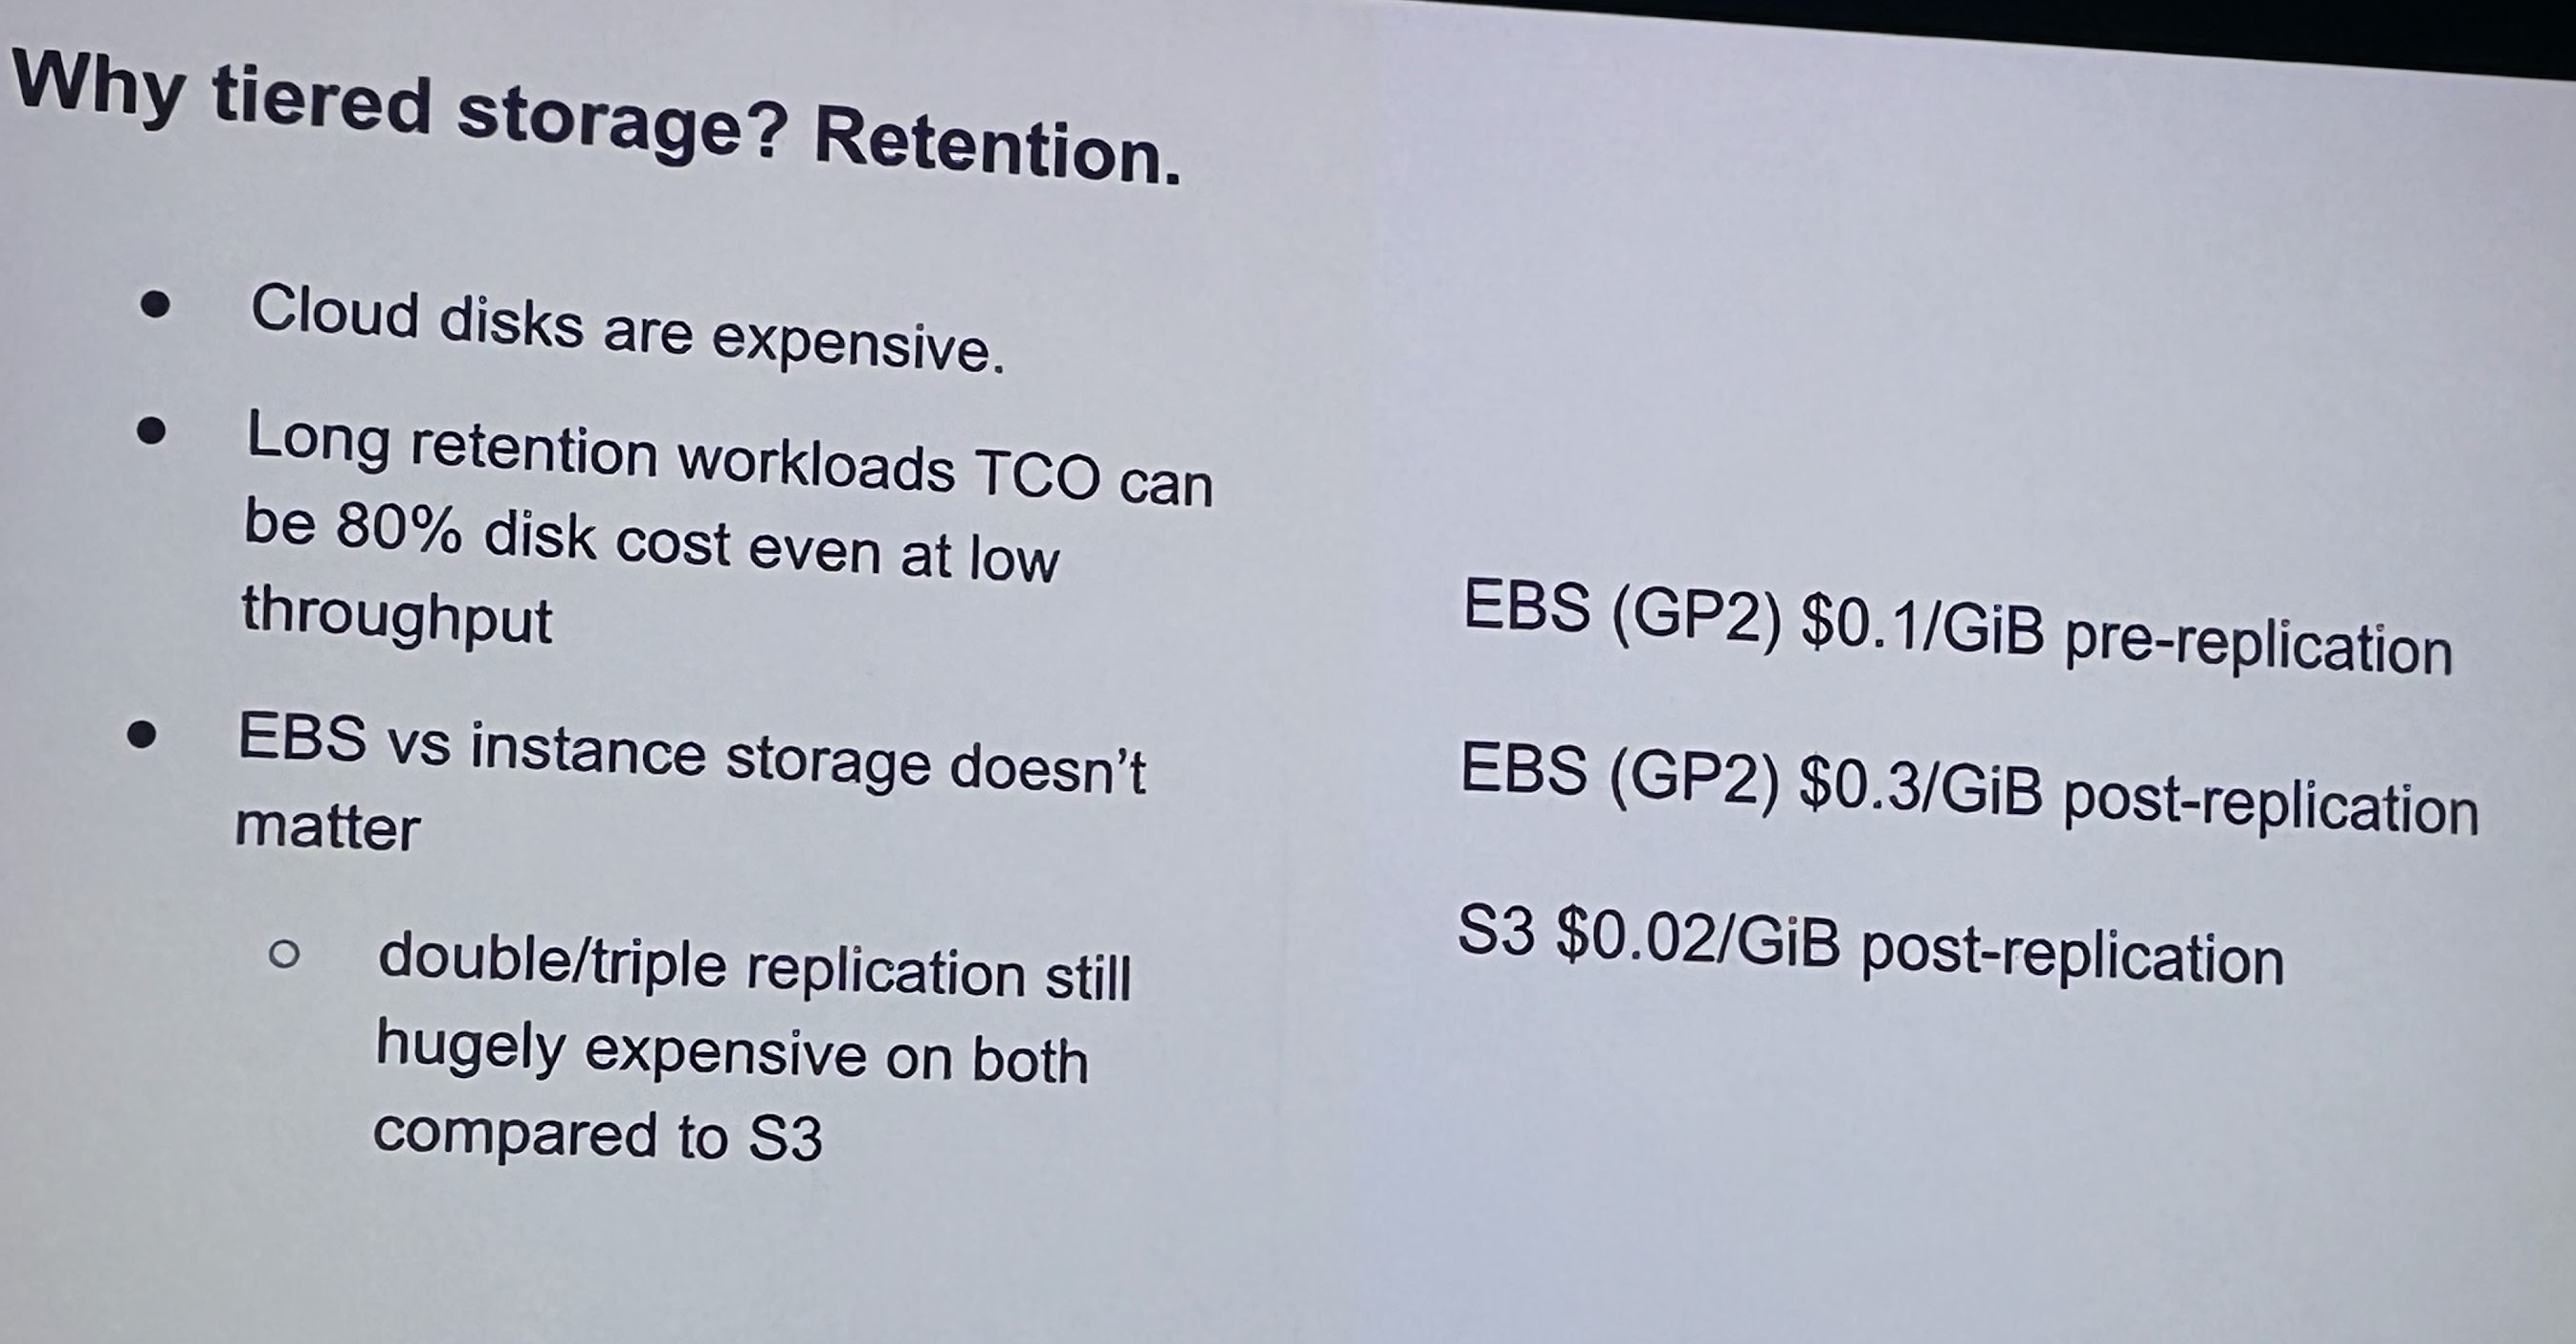 Why tiered storage? Retention.
● Cloud disks are expensive.
● Long retention workloads TCO can
be 80% disk cost even at low
throughput
● EBS vs instance storage doesn’t
matter
○ double/triple replication still
hugely expensive on both
compared to S3
EBS (GP2) $0.1/GiB pre-replication
EBS (GP2) $0.3/GiB post-replication
S3 $0.02/GiB post-replication